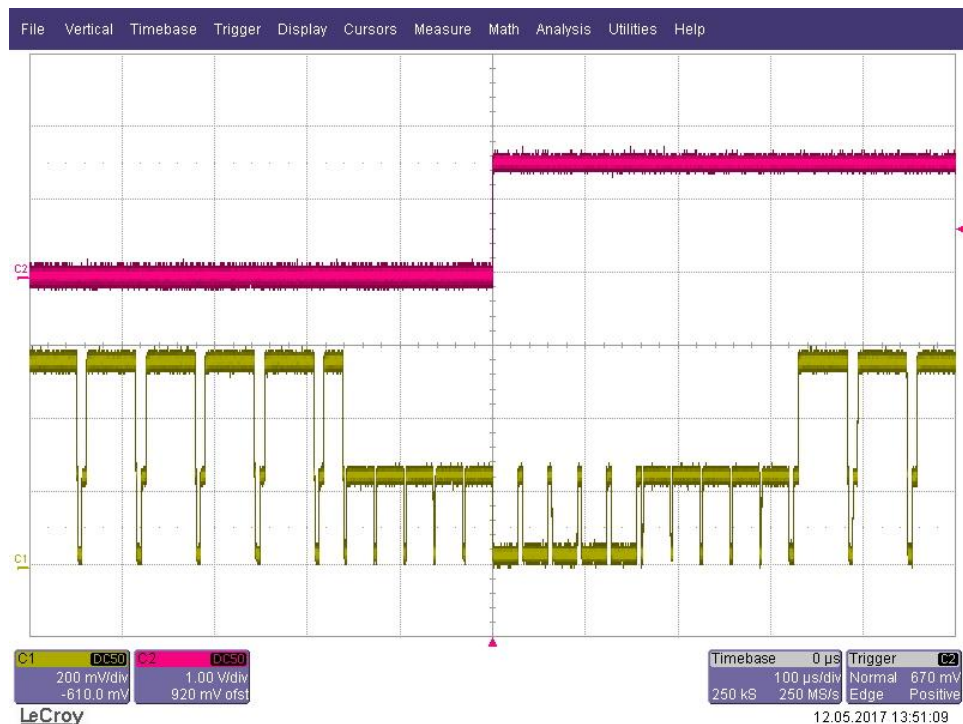 File Vertical Timebase Trigger Display Cursors Measure Math Analysis Utilities Help
C2
C1
C1 DC50
200 mV/div
-610.0 mV
C2 DC50
1.00 V/div
920 mV ofst
Timebase 0 µs
100 µs/div
250 kS 250 MS/s
Trigger C2
Normal 670 mV
Edge Positive
LeCroy
12.05.2017 13:51:09